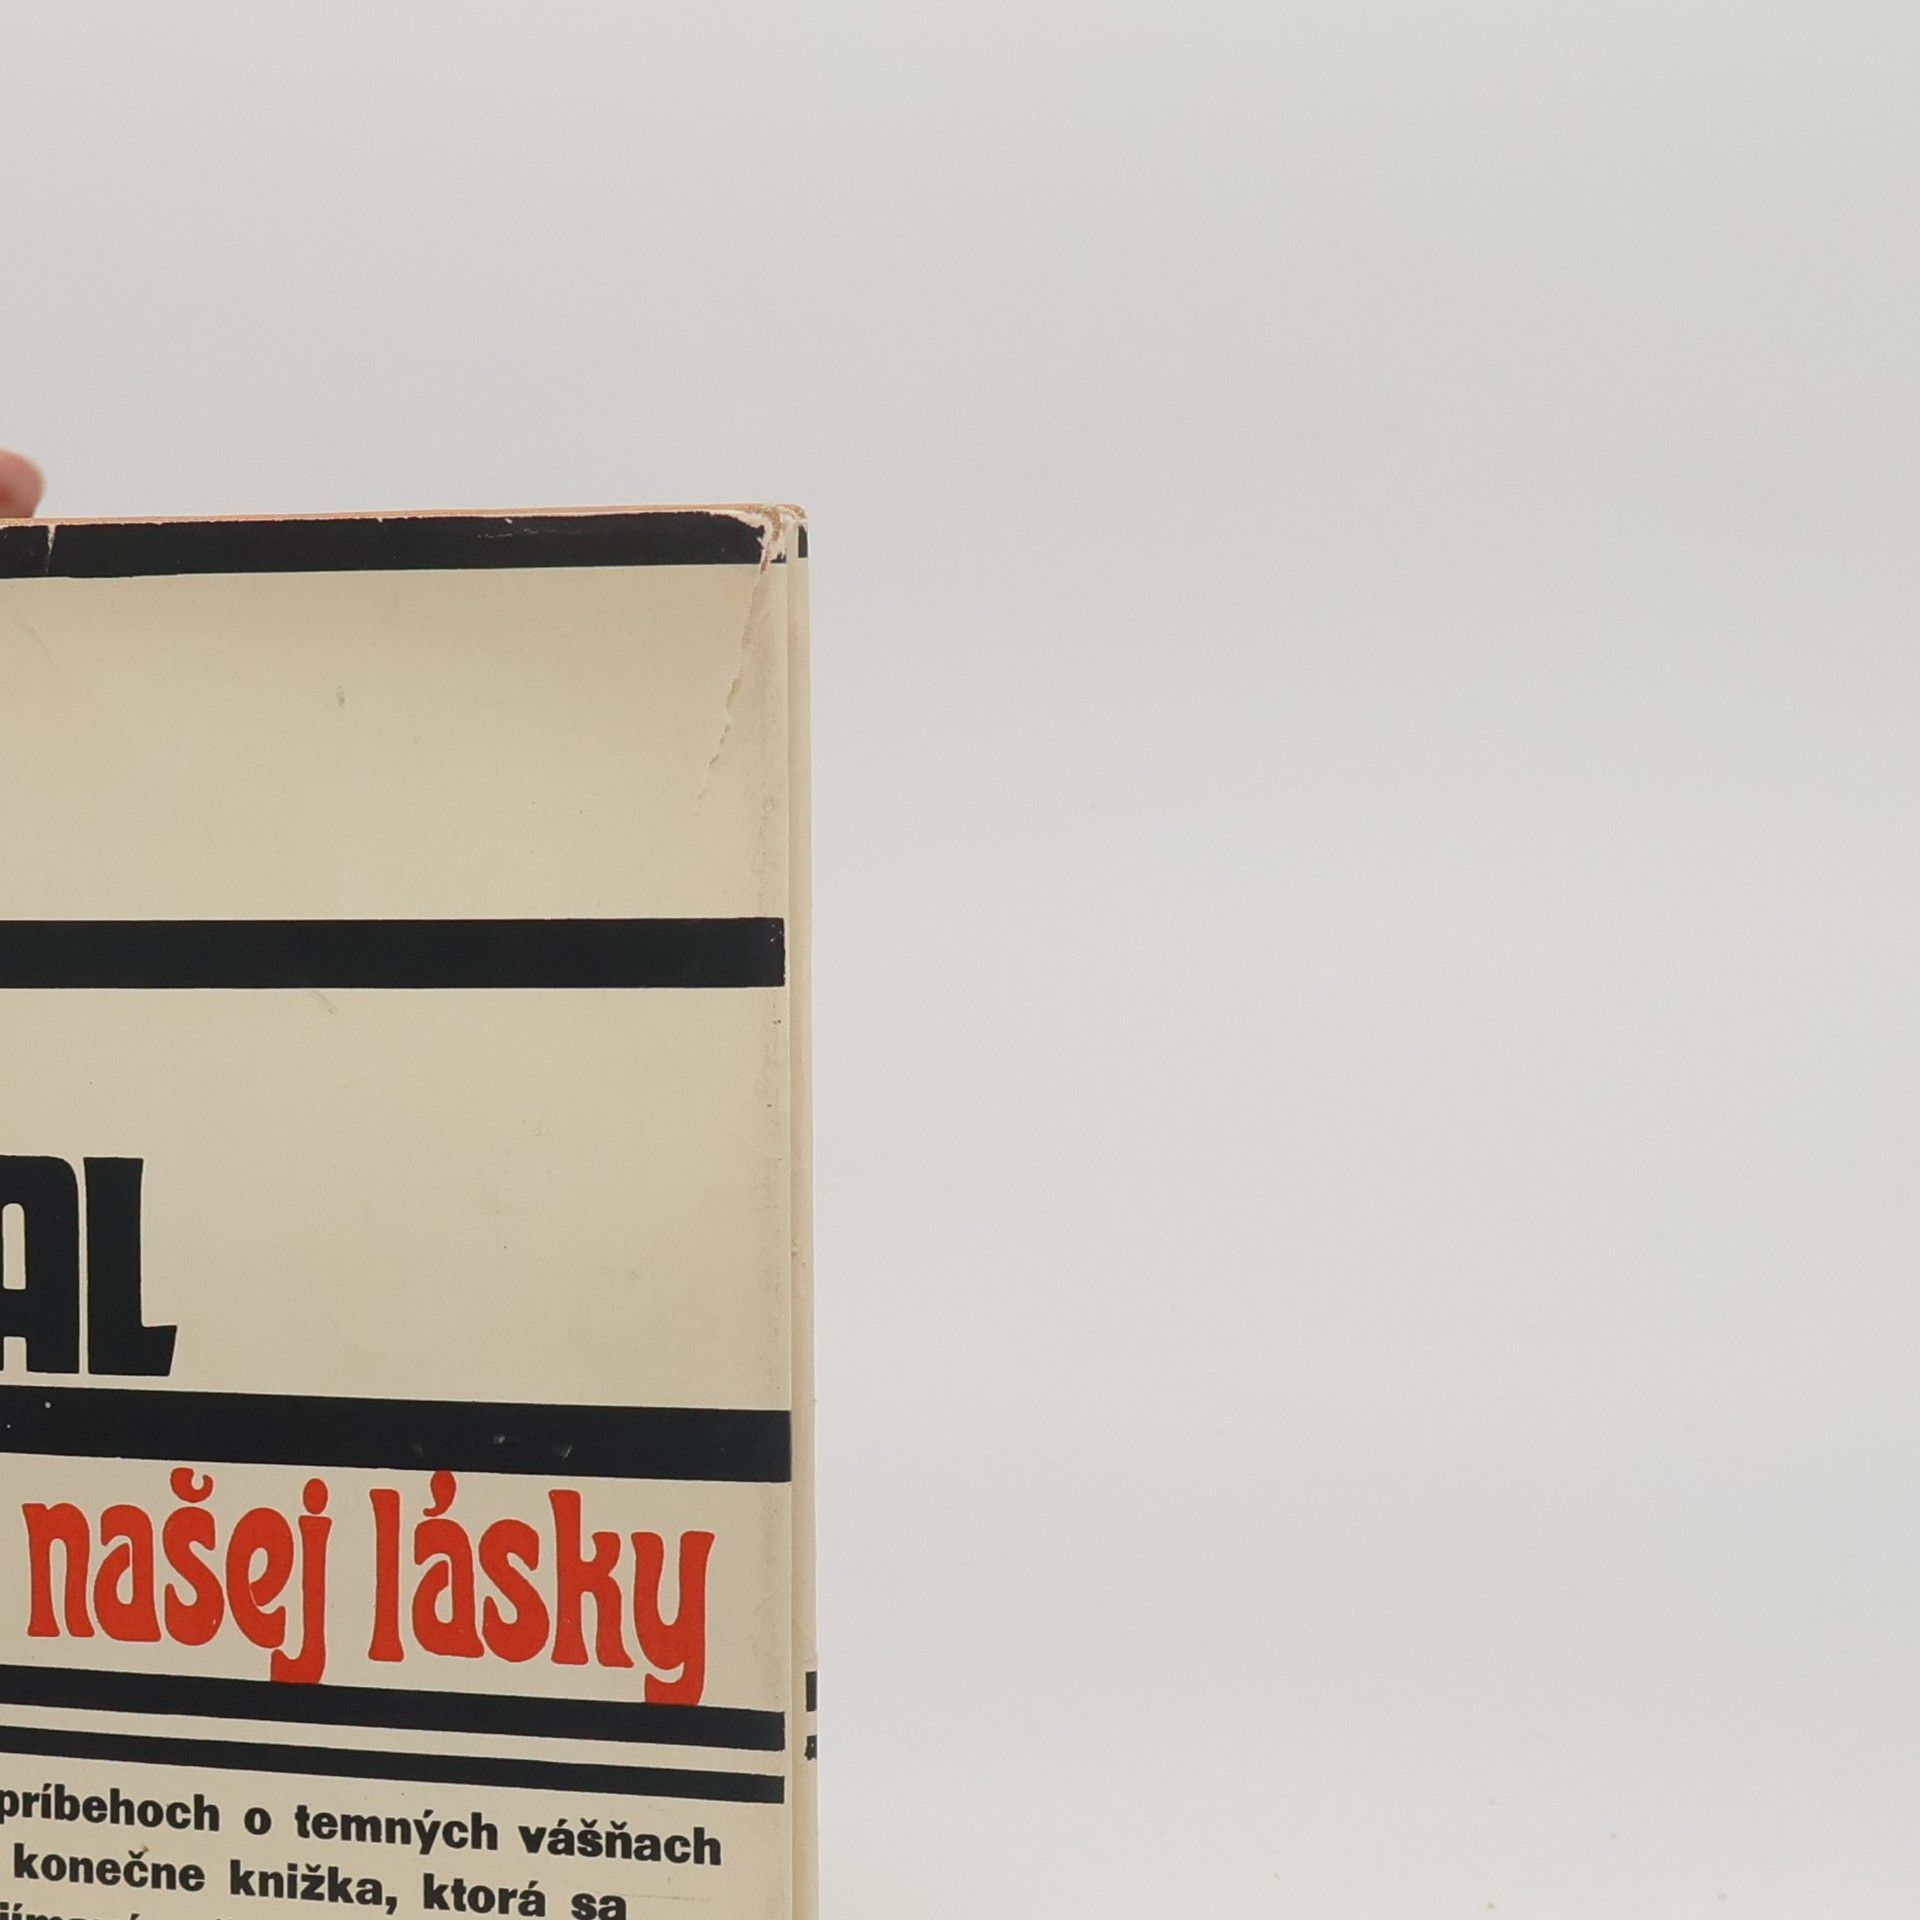 AL
našej lásky
príbehoch o temných vášňach
konečne knižka, ktorá sa